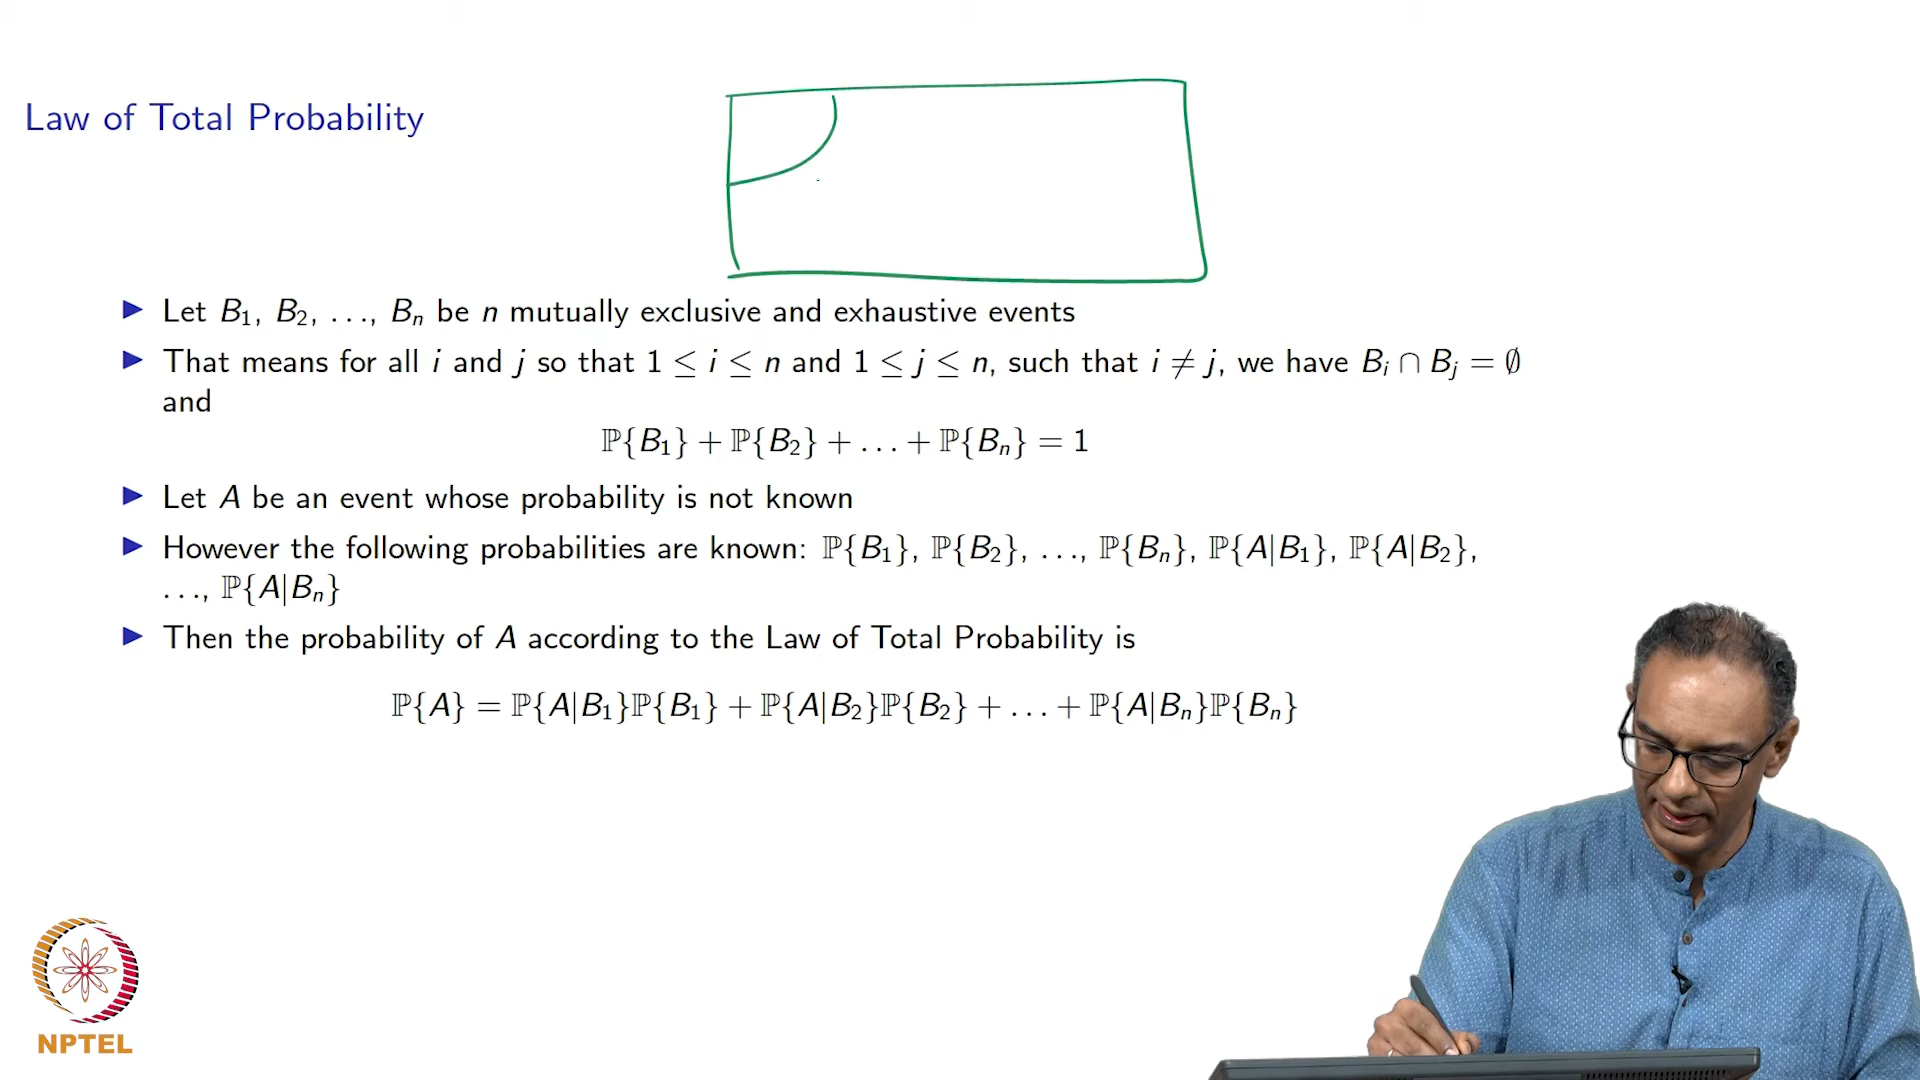 Law of Total Probability
▶ Let B₁, B₂, …, Bₙ be n mutually exclusive and exhaustive events
▶ That means for all i and j so that 1 ≤ i ≤ n and 1 ≤ j ≤ n, such that i ≠ j, we have Bᵢ ∩ Bⱼ = ∅
and
ℙ{B₁} + ℙ{B₂} + … + ℙ{Bₙ} = 1
▶ Let A be an event whose probability is not known
▶ However the following probabilities are known: ℙ{B₁}, ℙ{B₂}, …, ℙ{Bₙ}, ℙ{A|B₁}, ℙ{A|B₂},
…, ℙ{A|Bₙ}
▶ Then the probability of A according to the Law of Total Probability is
ℙ{A} = ℙ{A|B₁}ℙ{B₁} + ℙ{A|B₂}ℙ{B₂} + … + ℙ{A|Bₙ}ℙ{Bₙ}
NPTEL